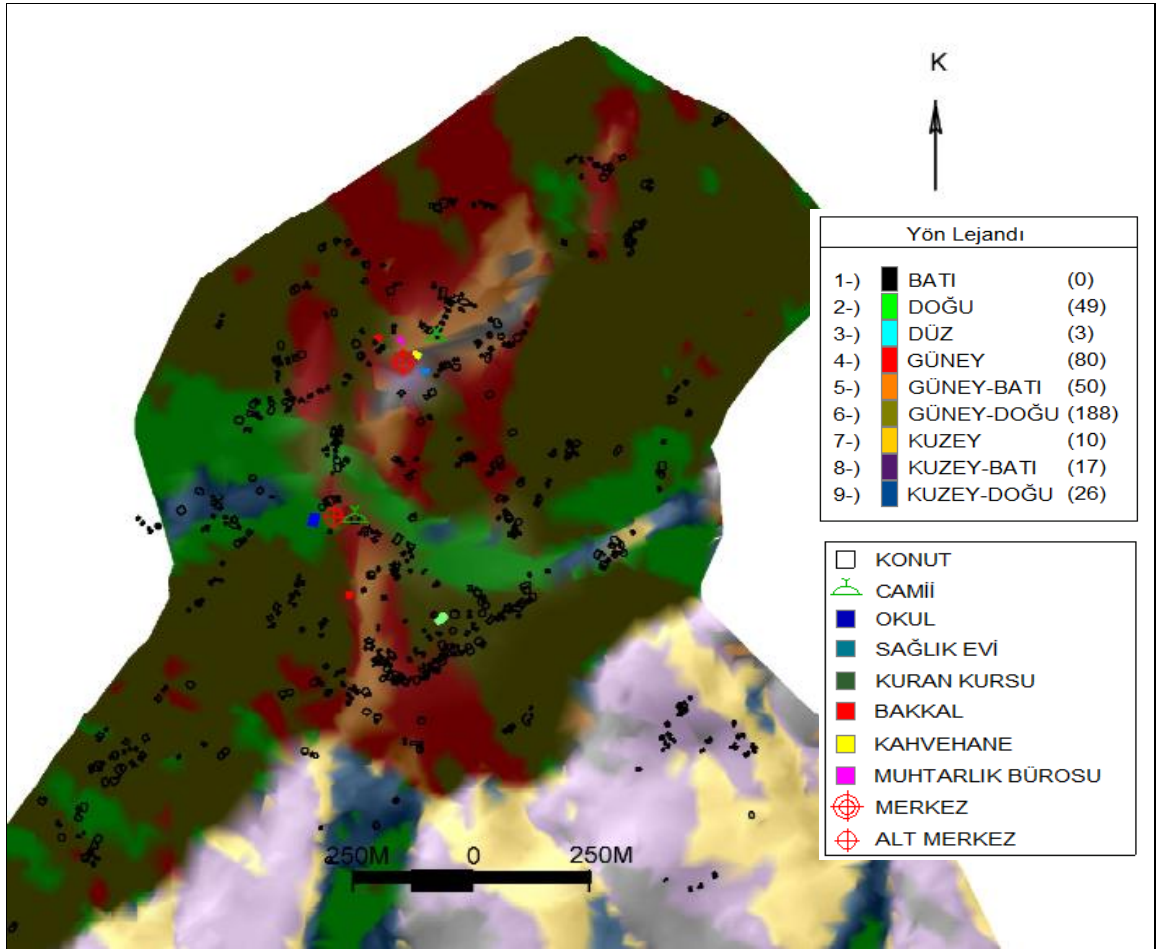 K
Yön Lejandı
1-) BATI (0)
2-) DOĞU (49)
3-) DÜZ (3)
4-) GÜNEY (80)
5-) GÜNEY-BATI (50)
6-) GÜNEY-DOĞU (188)
7-) KUZEY (10)
8-) KUZEY-BATI (17)
9-) KUZEY-DOĞU (26)
KONUT
CAMİİ
OKUL
SAĞLIK EVİ
KURAN KURSU
BAKKAL
KAHVEHANE
MUHTARLIK BÜROSU
MERKEZ
ALT MERKEZ
250M 0 250M